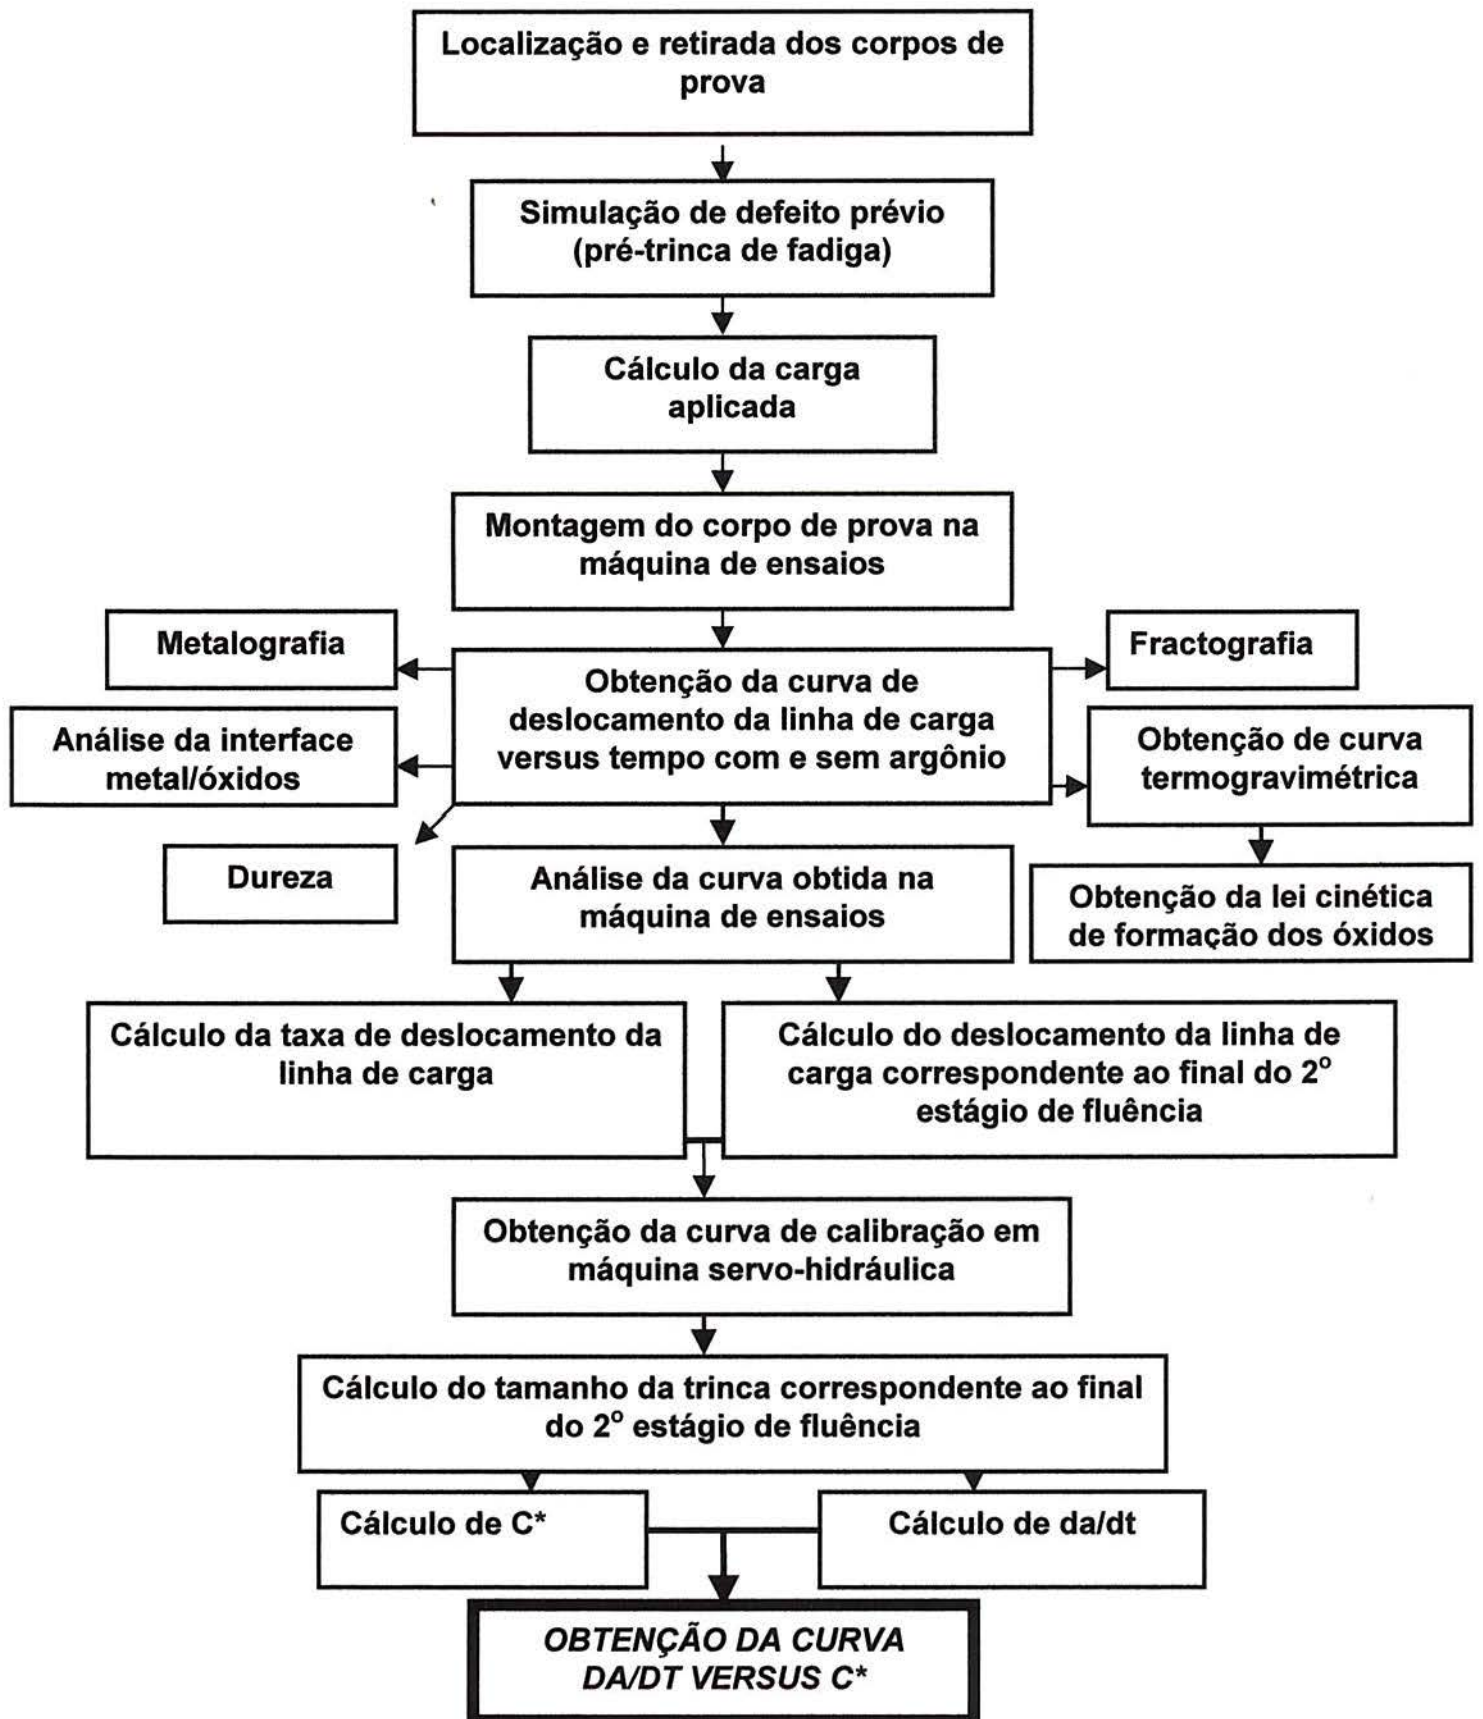 Localização e retirada dos corpos de
prova
Simulação de defeito prévio
(pré-trinca de fadiga)
Cálculo da carga
aplicada
Montagem do corpo de prova na
máquina de ensaios
Metalografia
Fractografia
Obtenção da curva de
deslocamento da linha de carga
versus tempo com e sem argônio
Análise da interface
metal/óxidos
Obtenção de curva
termogravimétrica
Dureza
Análise da curva obtida na
máquina de ensaios
Obtenção da lei cinética
de formação dos óxidos
Cálculo da taxa de deslocamento da
linha de carga
Cálculo do deslocamento da linha de
carga correspondente ao final do 2º
estágio de fluência
Obtenção da curva de calibração em
máquina servo-hidráulica
Cálculo do tamanho da trinca correspondente ao final
do 2º estágio de fluência
Cálculo de C*
Cálculo de da/dt
OBTENÇÃO DA CURVA
DA/DT VERSUS C*